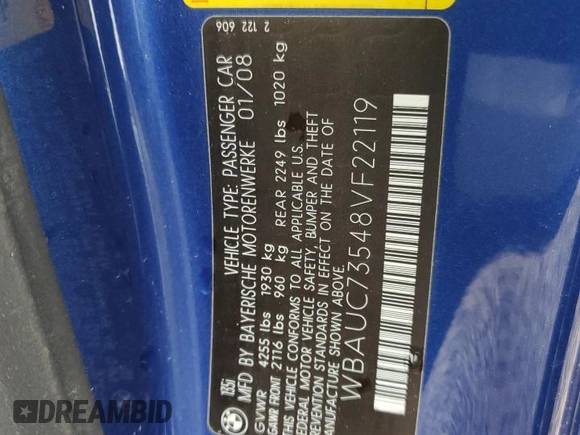 2 122 606
135i
VEHICLE TYPE: PASSENGER CAR
MFD BY BAYERISCHE MOTORENWERKE 01/08
GVWR 4255 lbs 1930 kg
GAWR FRONT 2116 lbs 960 kg REAR 2249 lbs 1020 kg
THIS VEHICLE CONFORMS TO ALL APPLICABLE U.S.
FEDERAL MOTOR VEHICLE SAFETY, BUMPER AND THEFT
PREVENTION STANDARDS IN EFFECT ON THE DATE OF
MANUFACTURE SHOWN ABOVE.
WBAUC73548VF22119
DREAMBID.COM